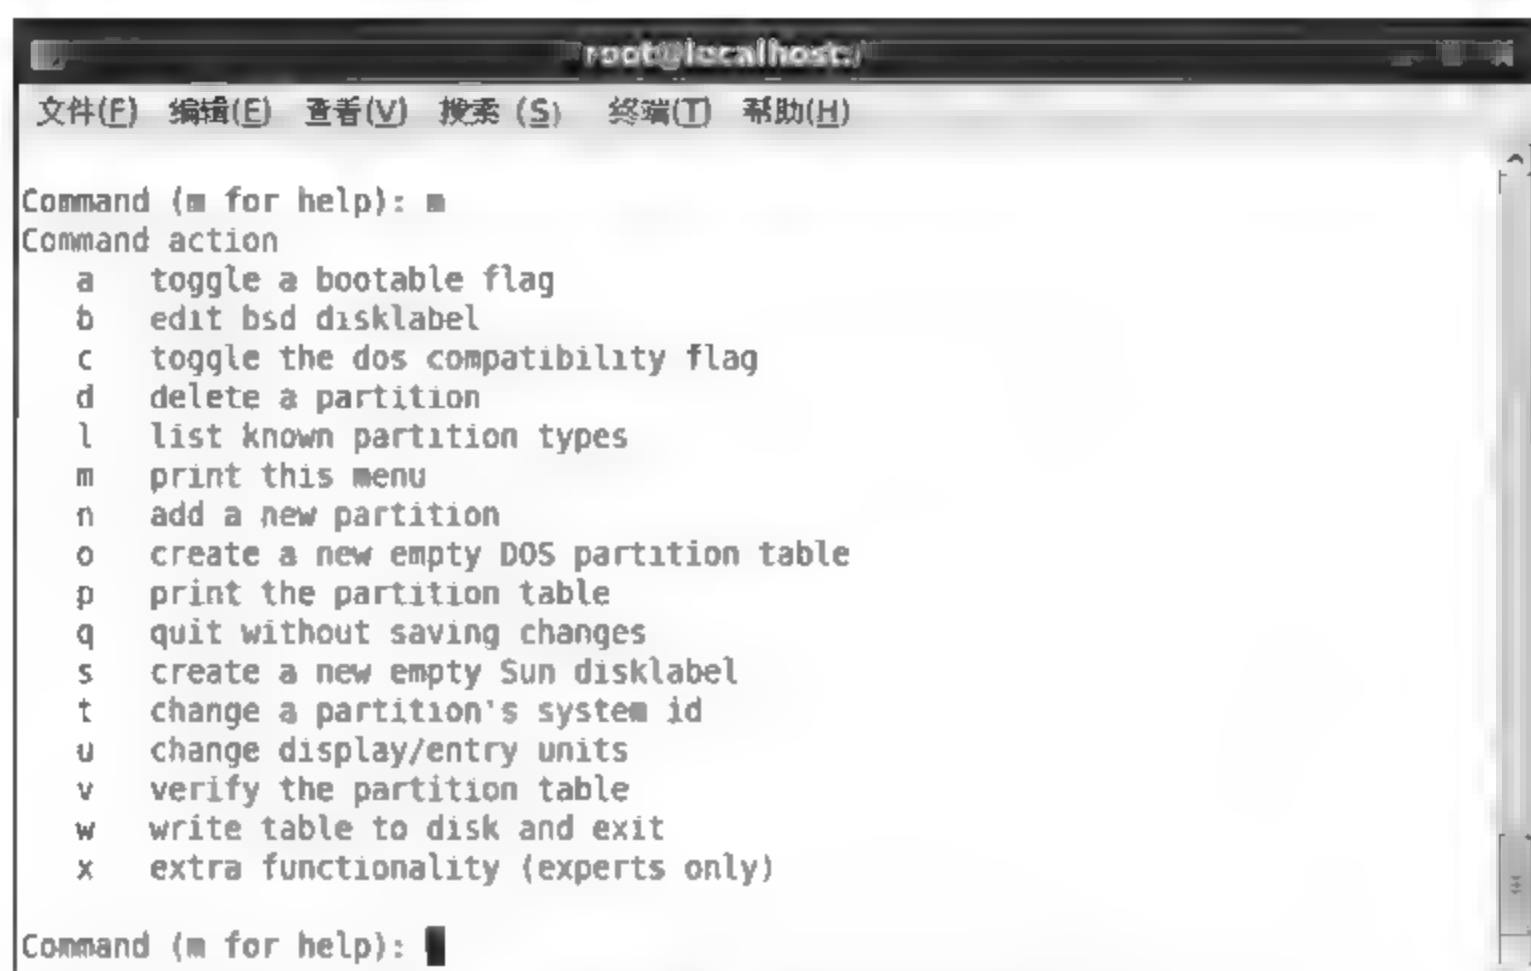 root@localhost:/
文件(F) 编辑(E) 查看(V) 搜索 (S) 终端(T) 帮助(H)
Command (m for help): m
Command action
a toggle a bootable flag
b edit bsd disklabel
c toggle the dos compatibility flag
d delete a partition
l list known partition types
m print this menu
n add a new partition
o create a new empty DOS partition table
p print the partition table
q quit without saving changes
s create a new empty Sun disklabel
t change a partition's system id
u change display/entry units
v verify the partition table
w write table to disk and exit
x extra functionality (experts only)
Command (m for help):